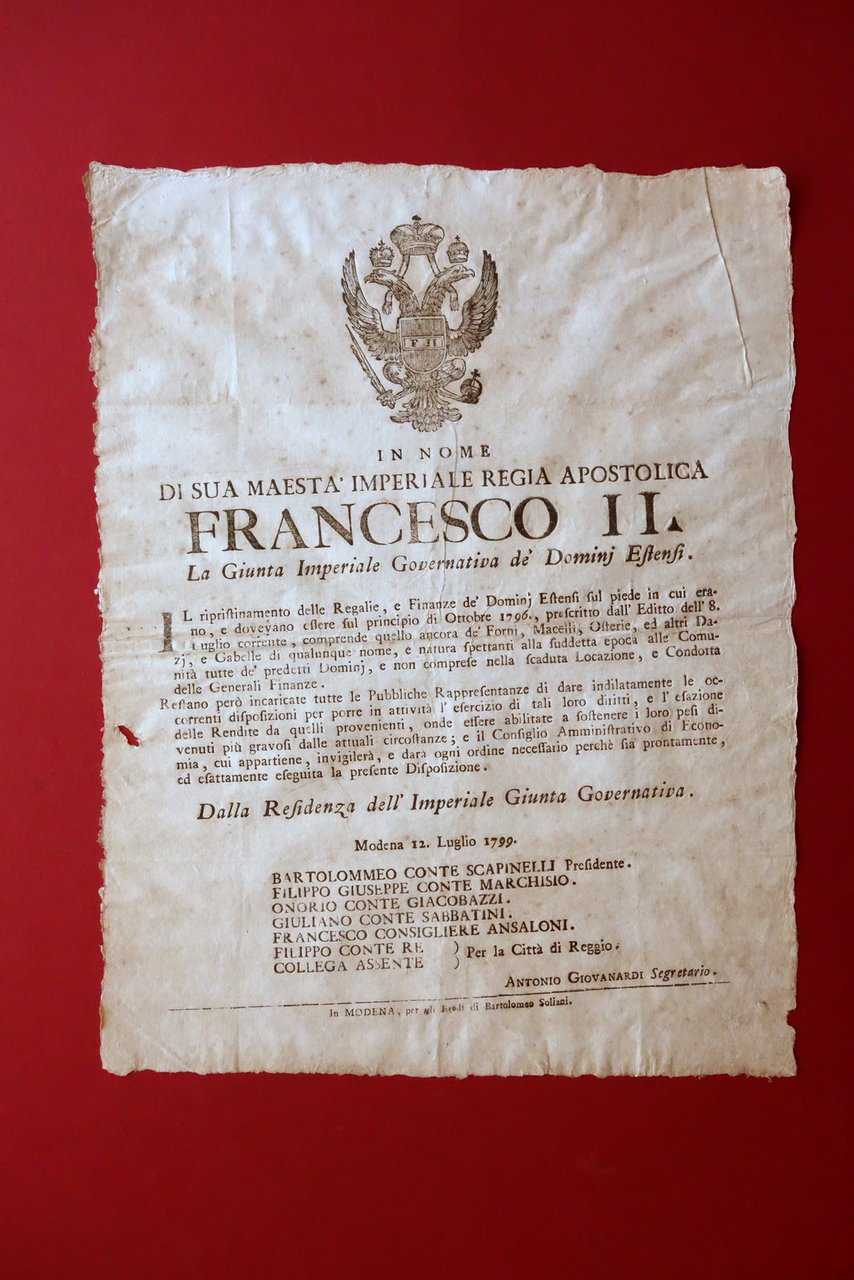 F II
IN NOME
DI SUA MAESTA' IMPERIALE REGIA APOSTOLICA
FRANCESCO II.
La Giunta Imperiale Governativa de' Dominj Eſtenſi.
IL ripriſtinamento delle Regalie, e Finanze de' Dominj Eſtenſi ſul piede in cui era-
no, e dovevano eſſere ſul principio di Ottobre 1796., preſcritto dall' Editto dell' 8.
Luglio corrente, comprende quello ancora de' Forni, Macelli, Oſterie, ed altri Da-
zj, e Gabelle di qualunque nome, e natura ſpettanti alla ſuddetta epoca alle Comu-
nità tutte de' predetti Dominj, e non compreſe nella ſcaduta Locazione, e Condotta
delle Generali Finanze.
Reſtano però incaricate tutte le Pubbliche Rappreſentanze di dare indilatamente le oc-
correnti diſpoſizioni per porre in attività l' eſercizio di tali loro diritti, e l' eſazione
delle Rendite da quelli provenienti, onde eſſere abilitate a ſoſtenere i loro peſi di-
venuti più gravoſi dalle attuali circoſtanze; e il Conſiglio Amminiſtrativo di Econo-
mia, cui appartiene, invigilerà, e darà ogni ordine neceſſario perchè ſia prontamente,
ed eſattamente eſeguita la preſente Diſpoſizione.
Dalla Reſidenza dell' Imperiale Giunta Governativa.
Modena 12. Luglio 1799.
BARTOLOMMEO CONTE SCAPINELLI Preſidente.
FILIPPO GIUSEPPE CONTE MARCHISIO.
ONORIO CONTE GIACOBAZZI.
GIULIANO CONTE SABBATINI.
FRANCESCO CONSIGLIERE ANSALONI.
FILIPPO CONTE RE )
COLLEGA ASSENTE ) Per la Città di Reggio.
ANTONIO GIOVANARDI Segretario.
In MODENA, per gli Eredi di Bartolomeo Soliani.